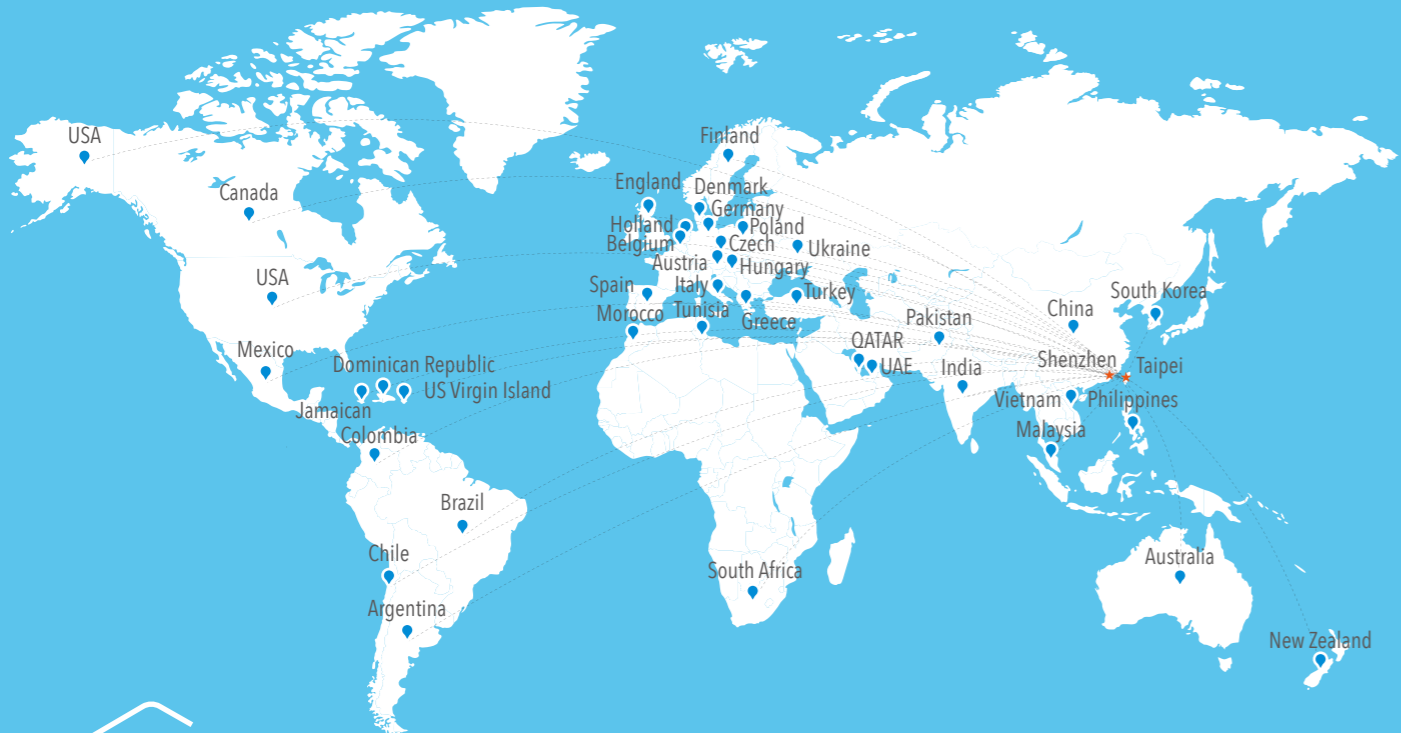 USA
Canada
USA
Mexico
Dominican Republic
US Virgin Island
Jamaican
Colombia
Brazil
Chile
Argentina
Finland
England
Denmark
Germany
Holland
Poland
Belgium
Czech
Ukraine
Austria
Hungary
Spain
Italy
Turkey
Morocco
Tunisia
Greece
QATAR
UAE
Pakistan
India
China
South Korea
Shenzhen
Taipei
Vietnam
Philippines
Malaysia
South Africa
Australia
New Zealand